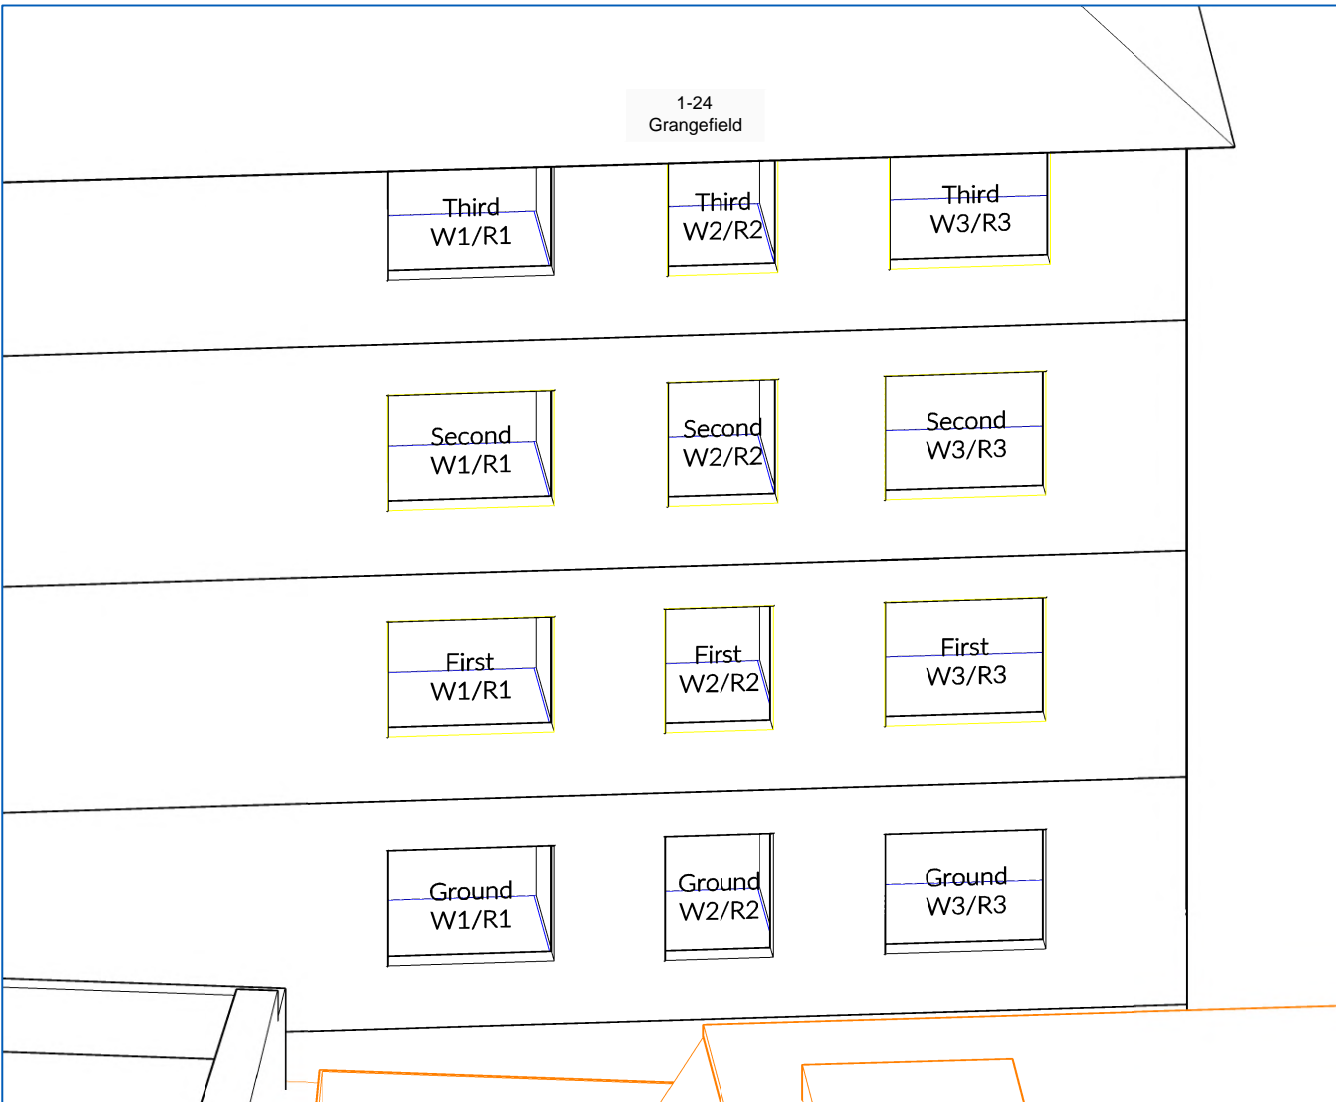 1-24
Grangefield
Third
W1/R1
Third
W2/R2
Third
W3/R3
Second
W1/R1
Second
W2/R2
Second
W3/R3
First
W1/R1
First
W2/R2
First
W3/R3
Ground
W1/R1
Ground
W2/R2
Ground
W3/R3